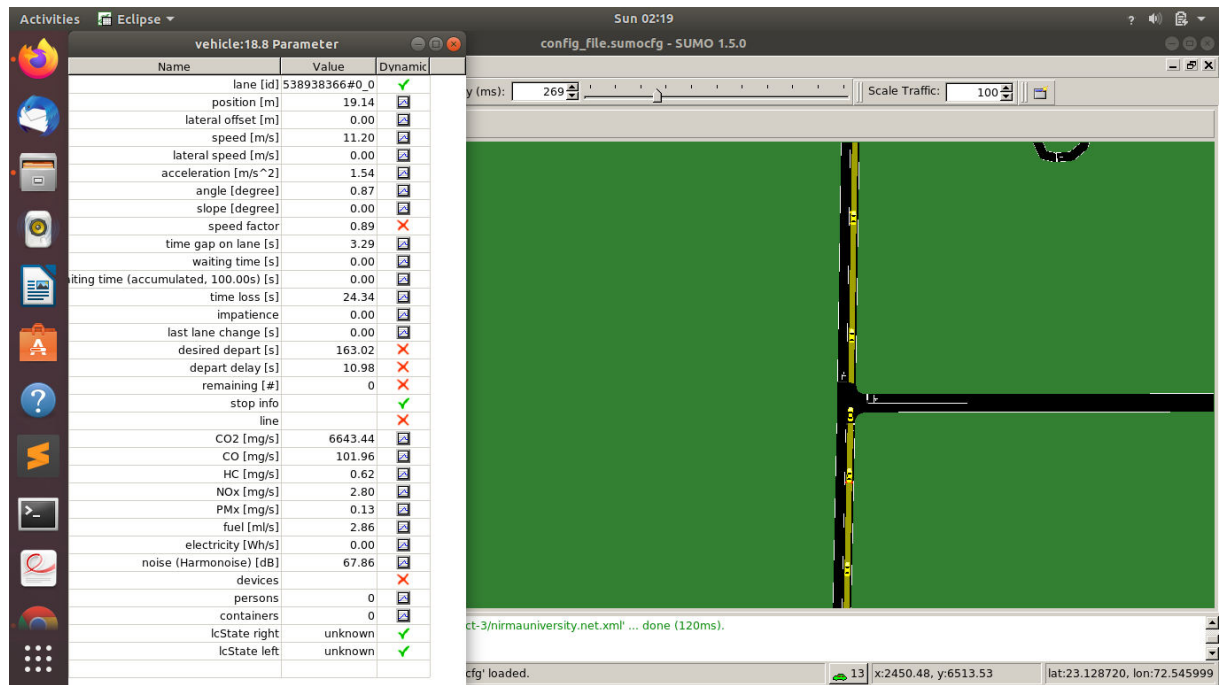 Activities Eclipse Sun 02:19 ?
vehicle:18.8 Parameter config_file.sumocfg - SUMO 1.5.0
Name Value Dynamic
lane [id] 538938366#0_0
position [m] 19.14
lateral offset [m] 0.00
speed [m/s] 11.20
lateral speed [m/s] 0.00
acceleration [m/s^2] 1.54
angle [degree] 0.87
slope [degree] 0.00
speed factor 0.89
time gap on lane [s] 3.29
waiting time [s] 0.00
iting time (accumulated, 100.00s) [s] 0.00
time loss [s] 24.34
impatience 0.00
last lane change [s] 0.00
desired depart [s] 163.02
depart delay [s] 10.98
remaining [#] 0
stop info
line
CO2 [mg/s] 6643.44
CO [mg/s] 101.96
HC [mg/s] 0.62
NOx [mg/s] 2.80
PMx [mg/s] 0.13
fuel [ml/s] 2.86
electricity [Wh/s] 0.00
noise (Harmonoise) [dB] 67.86
devices
persons 0
containers 0
lcState right unknown
lcState left unknown
y (ms): 269 Scale Traffic: 100
ct-3/nirmauniversity.net.xml' ... done (120ms).
cfg' loaded. 13 x:2450.48, y:6513.53 lat:23.128720, lon:72.545999